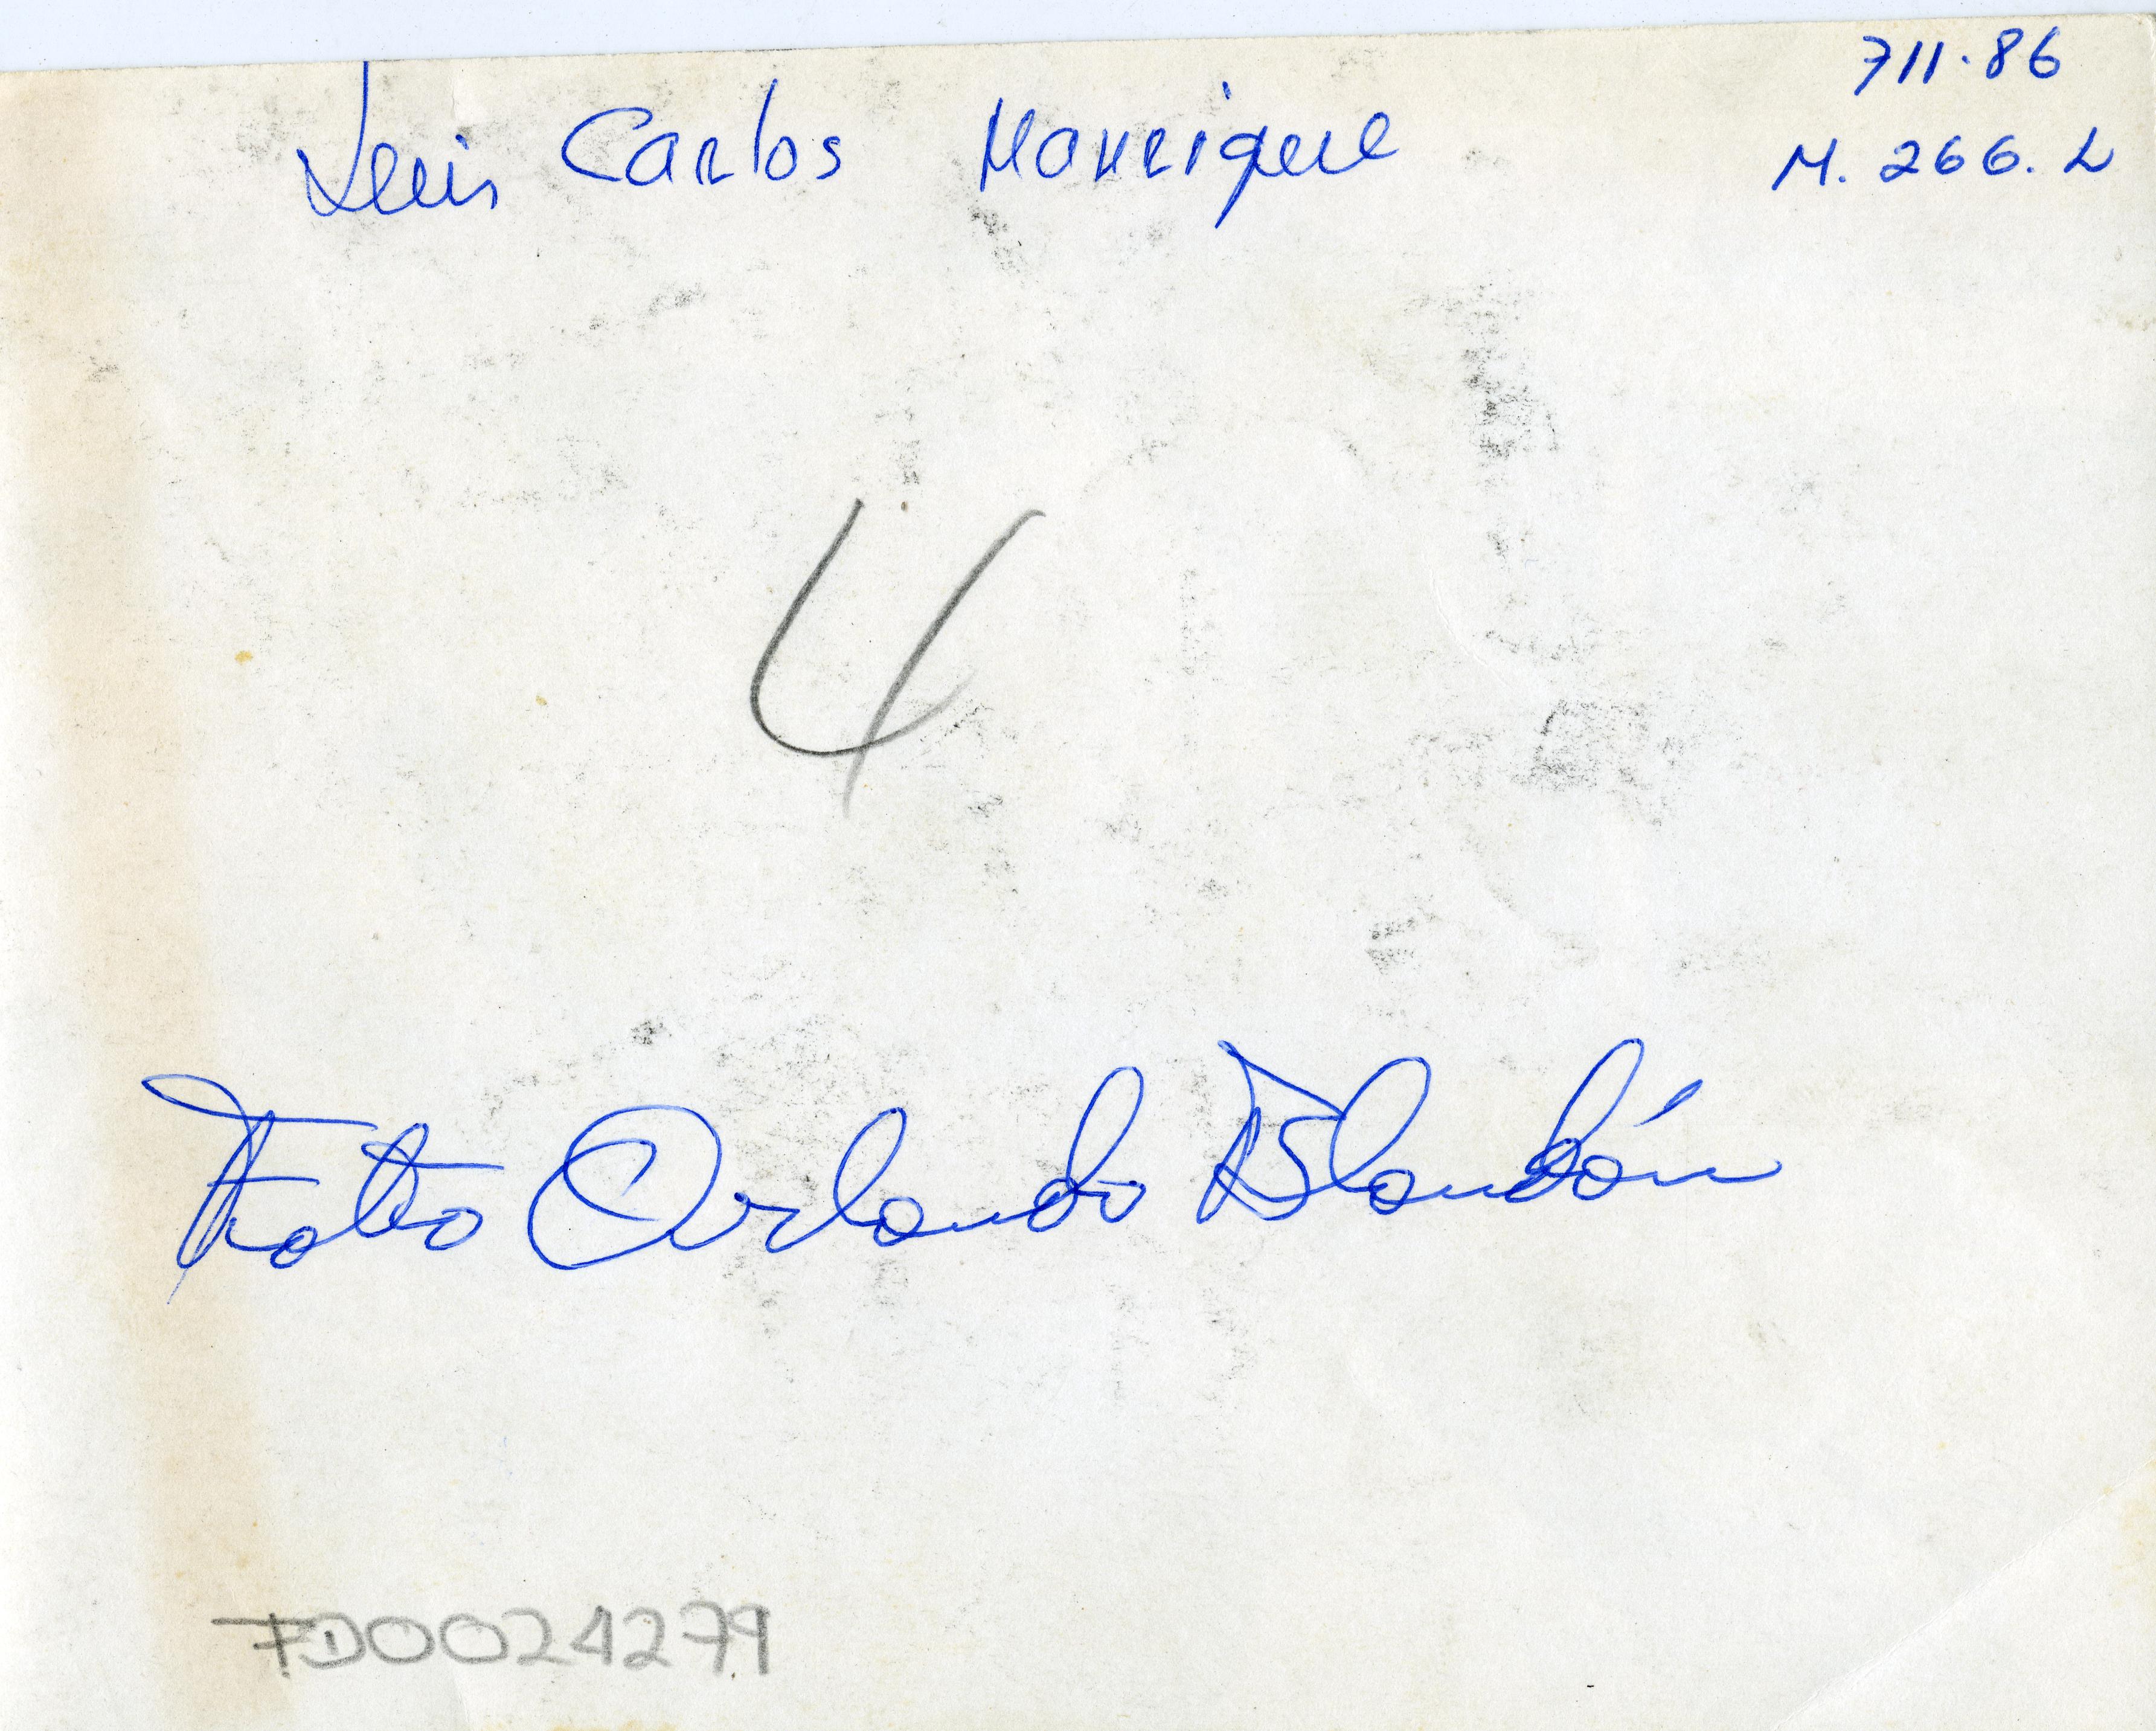 711.86
Luis Carlos Manrique
M. 266. L
4
Foto Orlando Blandón
FD0024279